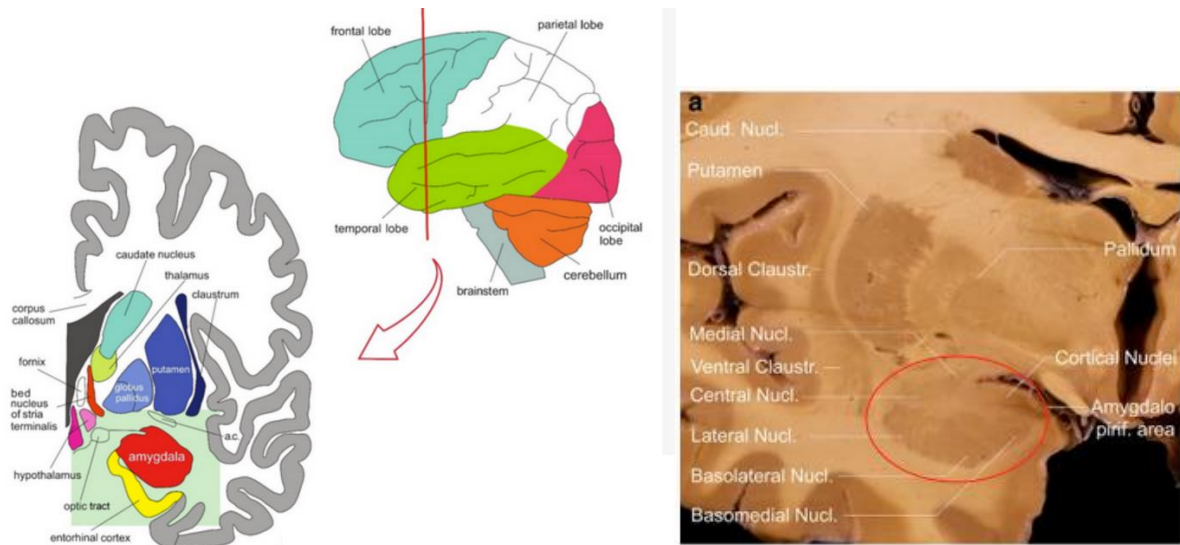 frontal lobe
parietal lobe
temporal lobe
occipital
lobe
cerebellum
brainstem
caudate nucleus
thalamus
claustrum
corpus
callosum
fornix
bed
nucleus
of stria
terminalis
putamen
globus
pallidus
a.c.
hypothalamus
amygdala
optic tract
entorhinal cortex
a
Caud. Nucl.
Putamen
Pallidum
Dorsal Claustr.
Medial Nucl.
Cortical Nuclei
Ventral Claustr.
Central Nucl.
Amygdalo
pirif. area
Lateral Nucl.
Basolateral Nucl.
Basomedial Nucl.